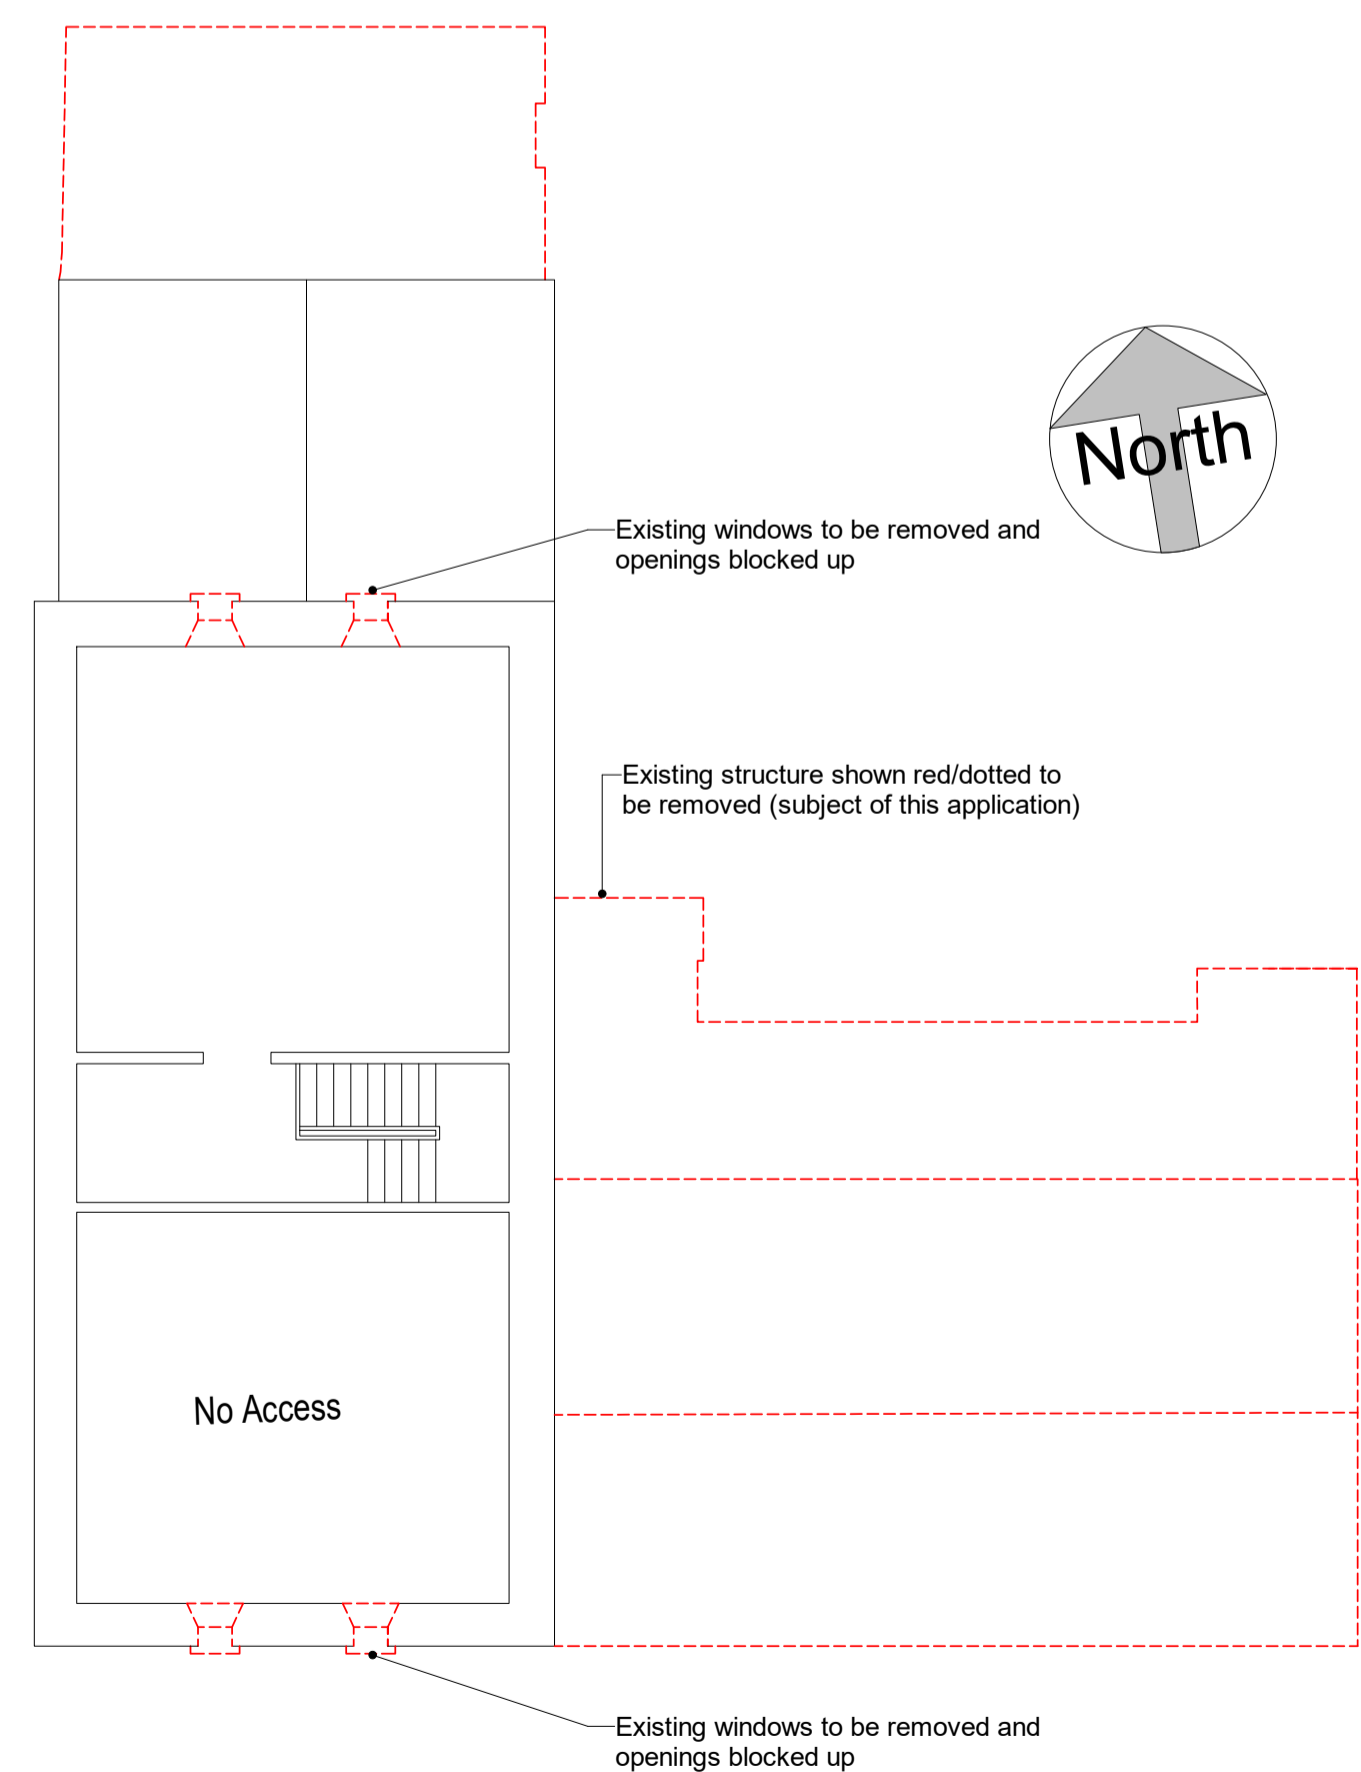 North
Existing windows to be removed and
openings blocked up
Existing structure shown red/dotted to
be removed (subject of this application)
No Access
Existing windows to be removed and
openings blocked up